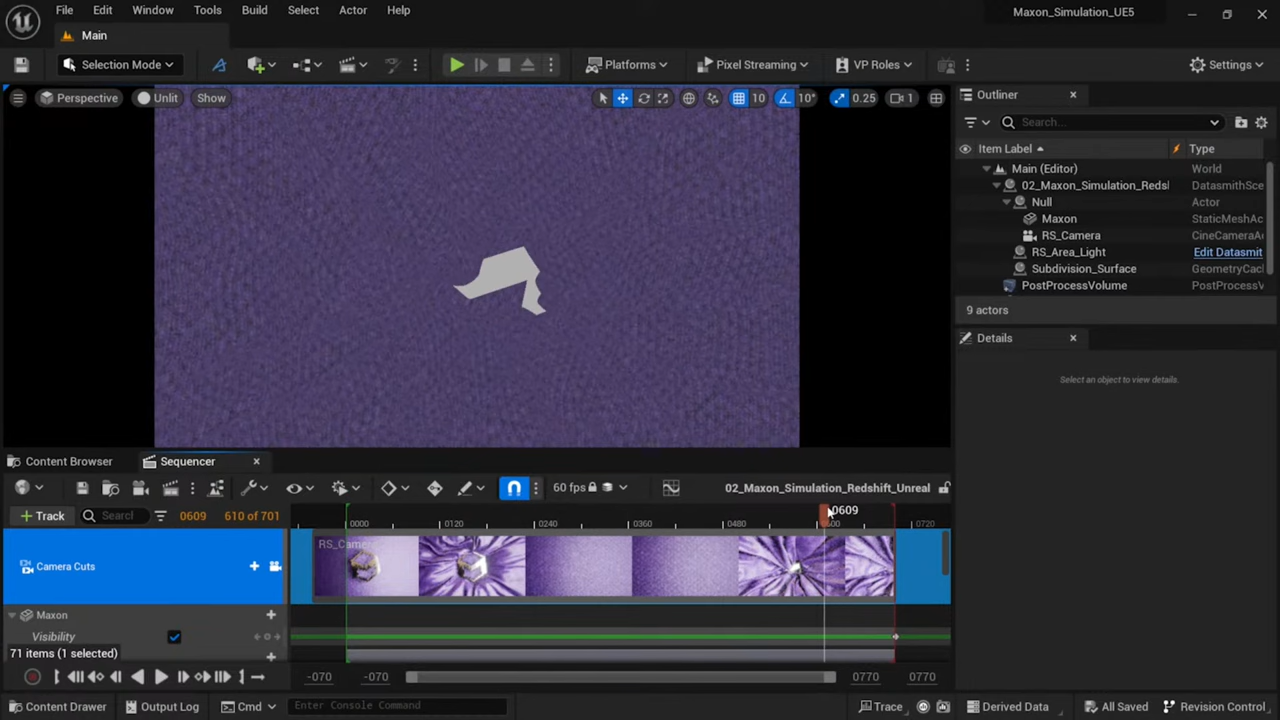 File Edit Window Tools Build Select Actor Help
Maxon_Simulation_UE5
Main
Selection Mode
Platforms
Pixel Streaming
VP Roles
Settings
Perspective
Unlit
Show
10
10°
0.25
1
Outliner
Search...
Item Label
Type
Main (Editor)
World
02_Maxon_Simulation_Redsl
DatasmithSce
Null
Actor
Maxon
StaticMeshAc
RS_Camera
CineCameraA
RS_Area_Light
Edit Datasmit
Subdivision_Surface
GeometryCac
PostProcessVolume
PostProcessV
9 actors
Details
Select an object to view details.
Content Browser
Sequencer
60 fps
02_Maxon_Simulation_Redshift_Unreal
Track
Search
0609
610 of 701
0000
0120
0240
0360
0480
0600
0609
0720
Camera Cuts
RS_Camera
Maxon
Visibility
71 items (1 selected)
-070
-070
0770
0770
Content Drawer
Output Log
Cmd
Enter Console Command
Trace
Derived Data
All Saved
Revision Control